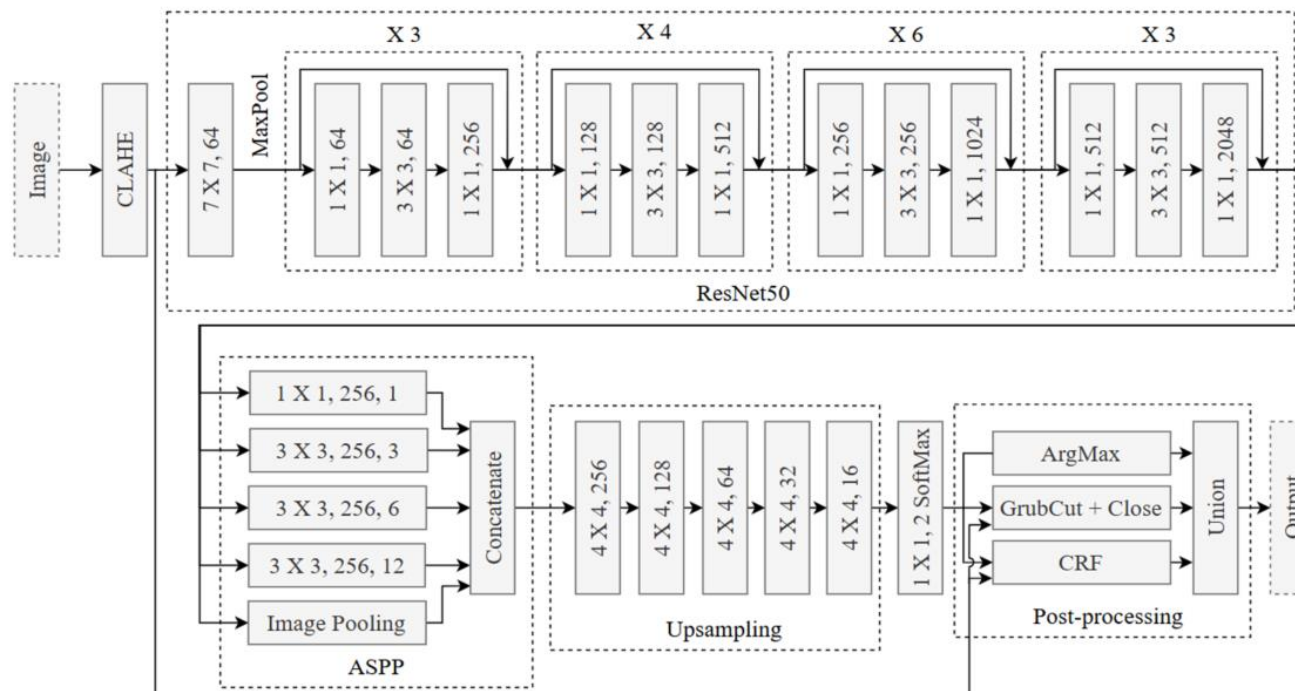 X 3
X 4
X 6
X 3
Image
CLAHE
7 X 7, 64
MaxPool
1 X 1, 64
3 X 3, 64
1 X 1, 256
1 X 1, 128
3 X 3, 128
1 X 1, 512
1 X 1, 256
3 X 3, 256
1 X 1, 1024
1 X 1, 512
3 X 3, 512
1 X 1, 2048
ResNet50
1 X 1, 256, 1
3 X 3, 256, 3
3 X 3, 256, 6
3 X 3, 256, 12
Image Pooling
Concatenate
ASPP
4 X 4, 256
4 X 4, 128
4 X 4, 64
4 X 4, 32
4 X 4, 16
Upsampling
1 X 1, 2 SoftMax
ArgMax
GrubCut + Close
CRF
Union
Post-processing
Output